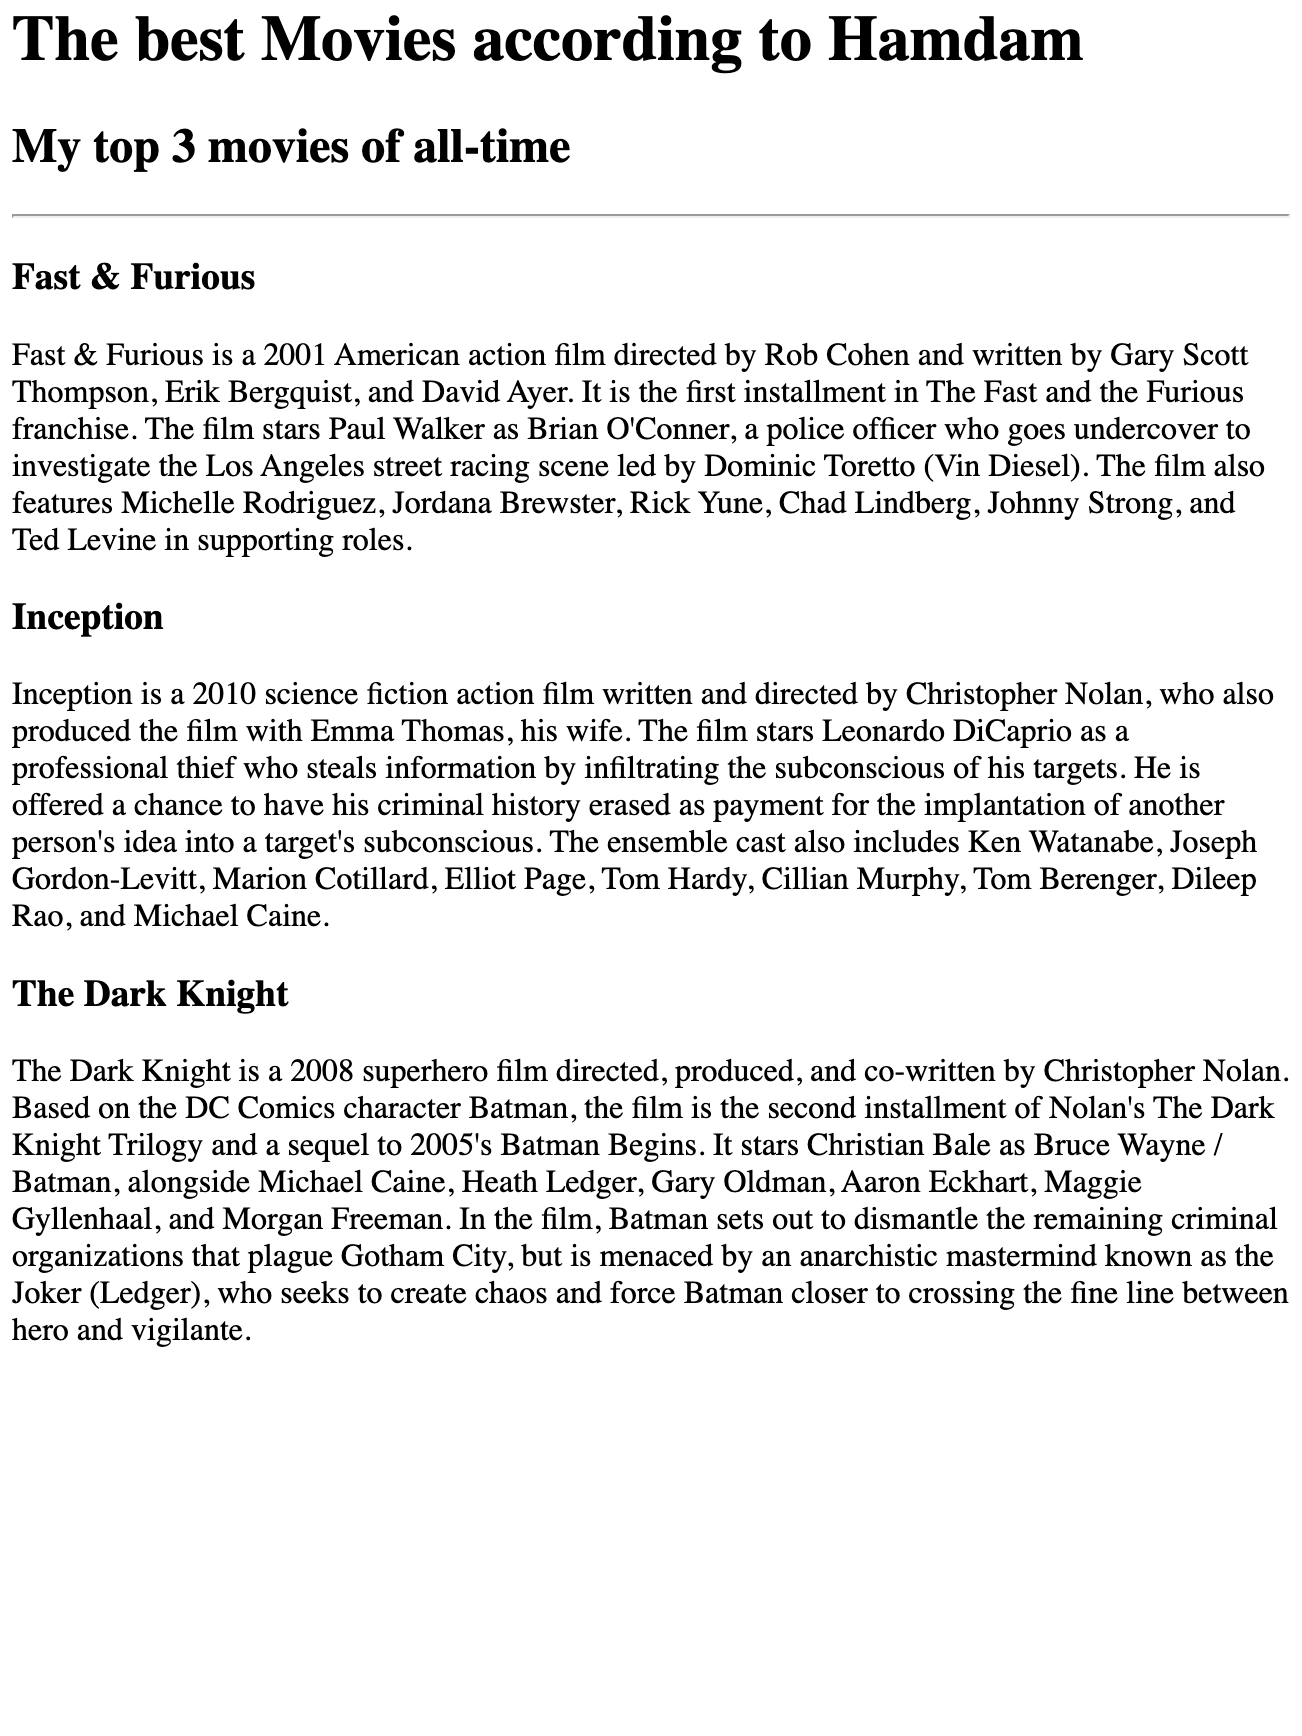 The best Movies according to Hamdam
My top 3 movies of all-time
Fast & Furious
Fast & Furious is a 2001 American action film directed by Rob Cohen and written by Gary Scott
Thompson, Erik Bergquist, and David Ayer. It is the first installment in The Fast and the Furious
franchise. The film stars Paul Walker as Brian O'Conner, a police officer who goes undercover to
investigate the Los Angeles street racing scene led by Dominic Toretto (Vin Diesel). The film also
features Michelle Rodriguez, Jordana Brewster, Rick Yune, Chad Lindberg, Johnny Strong, and
Ted Levine in supporting roles.
Inception
Inception is a 2010 science fiction action film written and directed by Christopher Nolan, who also
produced the film with Emma Thomas, his wife. The film stars Leonardo DiCaprio as a
professional thief who steals information by infiltrating the subconscious of his targets. He is
offered a chance to have his criminal history erased as payment for the implantation of another
person's idea into a target's subconscious. The ensemble cast also includes Ken Watanabe, Joseph
Gordon-Levitt, Marion Cotillard, Elliot Page, Tom Hardy, Cillian Murphy, Tom Berenger, Dileep
Rao, and Michael Caine.
The Dark Knight
The Dark Knight is a 2008 superhero film directed, produced, and co-written by Christopher Nolan.
Based on the DC Comics character Batman, the film is the second installment of Nolan's The Dark
Knight Trilogy and a sequel to 2005's Batman Begins. It stars Christian Bale as Bruce Wayne /
Batman, alongside Michael Caine, Heath Ledger, Gary Oldman, Aaron Eckhart, Maggie
Gyllenhaal, and Morgan Freeman. In the film, Batman sets out to dismantle the remaining criminal
organizations that plague Gotham City, but is menaced by an anarchistic mastermind known as the
Joker (Ledger), who seeks to create chaos and force Batman closer to crossing the fine line between
hero and vigilante.